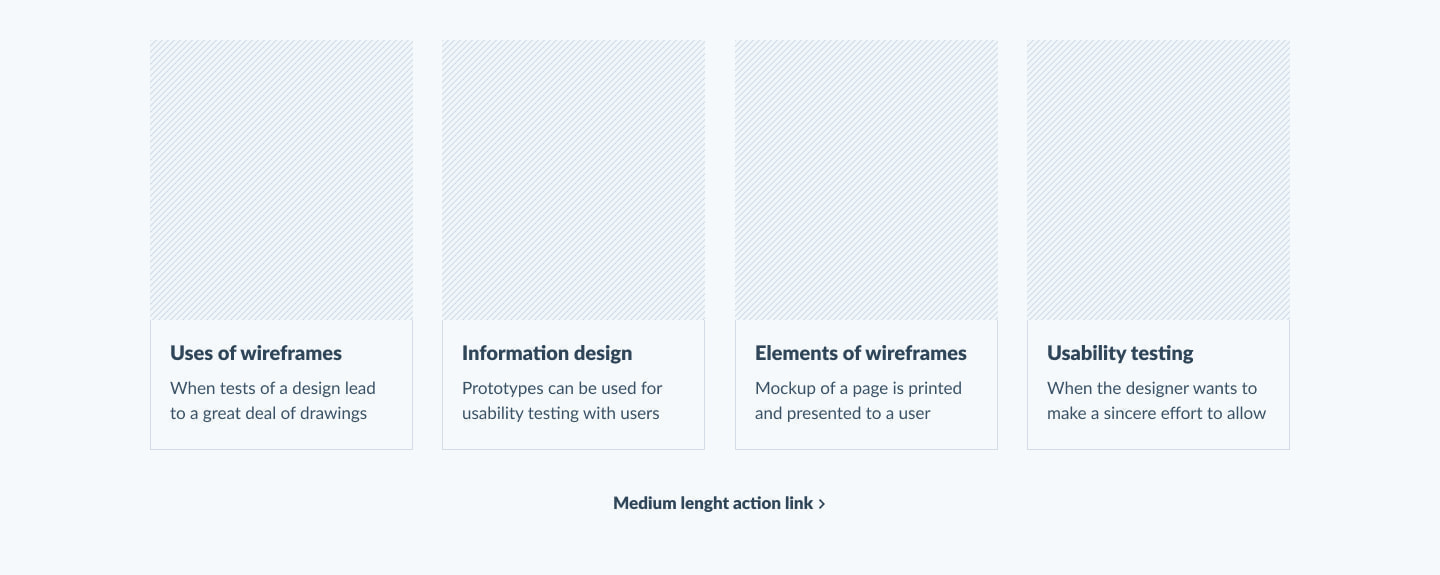 Uses of wireframes
When tests of a design lead
to a great deal of drawings
Information design
Prototypes can be used for
usability testing with users
Elements of wireframes
Mockup of a page is printed
and presented to a user
Usability testing
When the designer wants to
make a sincere effort to allow
Medium lenght action link >